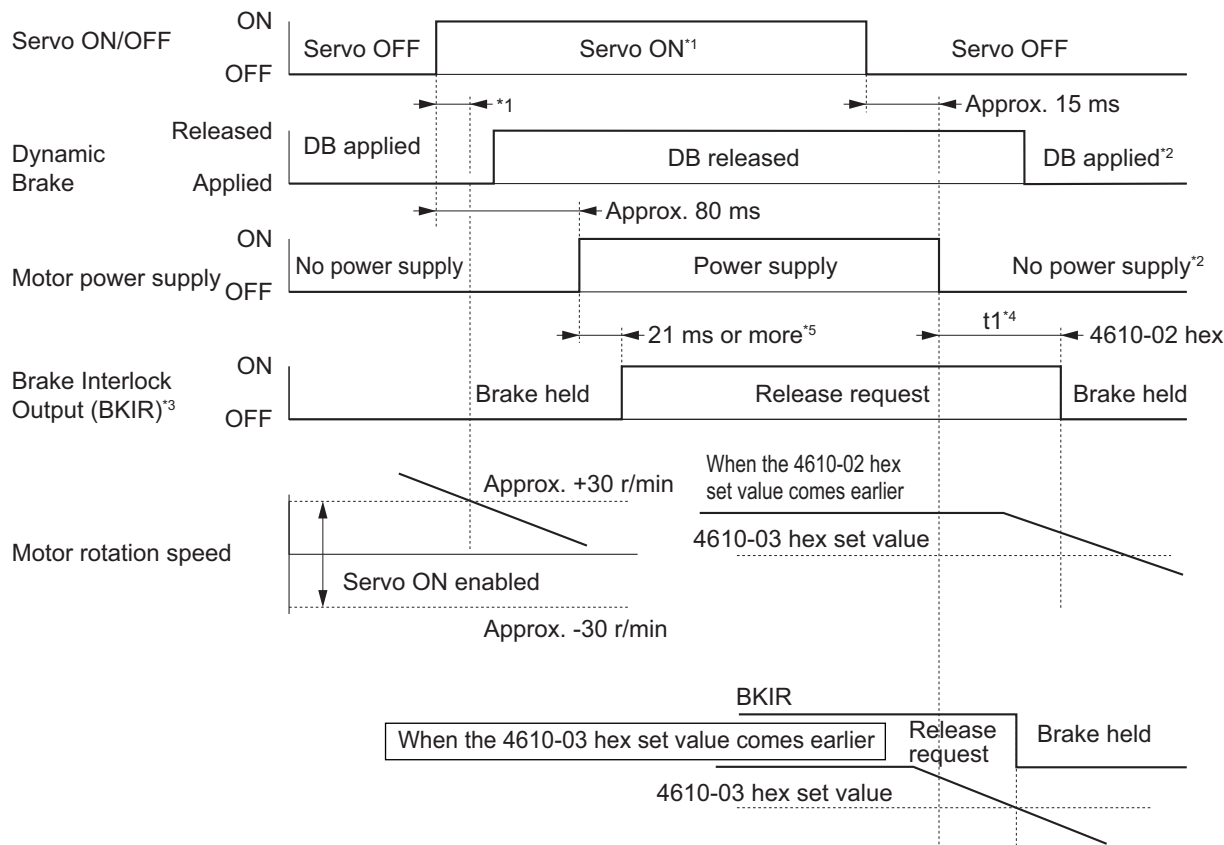 ON
Servo ON/OFF
Servo OFF
Servo ON*1
Servo OFF
OFF
*1
Approx. 15 ms
Released
DB applied
Dynamic
Brake
DB released
DB applied*2
Applied
Approx. 80 ms
ON
No power supply
Power supply
No power supply*2
Motor power supply
OFF
t1*4
21 ms or more*5
4610-02 hex
ON
Brake Interlock
Output (BKIR)*3
Brake held
Release request
Brake held
OFF
When the 4610-02 hex
set value comes earlier
Approx. +30 r/min
4610-03 hex set value
Motor rotation speed
Servo ON enabled
Approx. -30 r/min
BKIR
When the 4610-03 hex set value comes earlier
Release
request
Brake held
4610-03 hex set value